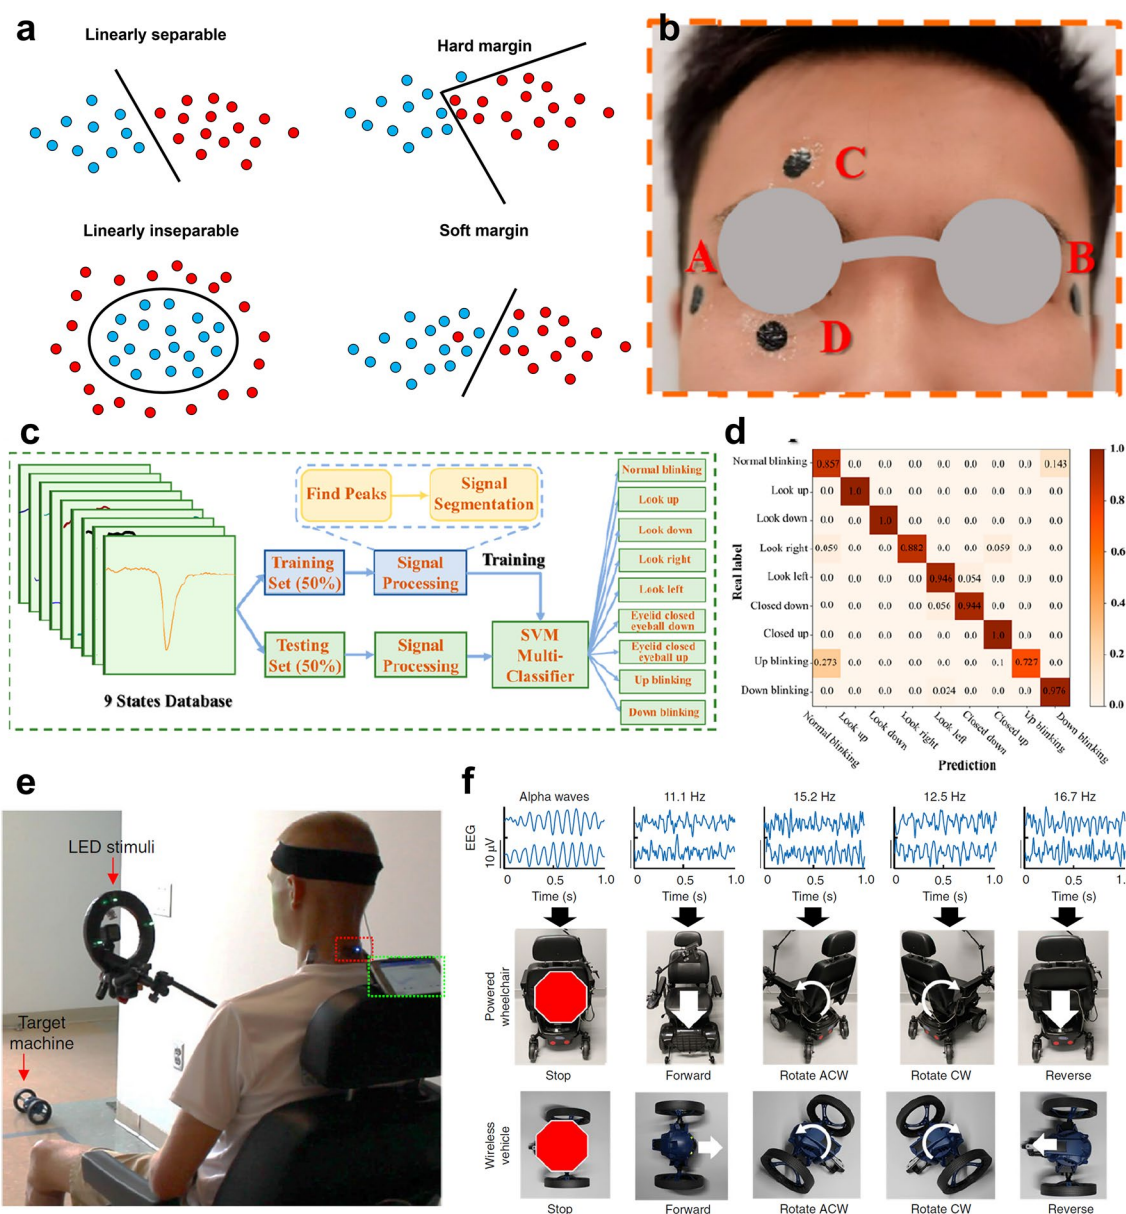 a
Linearly separable
Hard margin
Linearly inseparable
Soft margin
b
C
A
B
D
c
Find Peaks
Signal
Segmentation
Training
Set (50%)
Signal
Processing
Training
Testing
Set (50%)
Signal
Processing
SVM
Multi-
Classifier
9 States Database
Normal blinking
Look up
Look down
Look right
Look left
Eyelid closed
eyeball down
Eyelid closed
eyeball up
Up blinking
Down blinking
d
Real label
Normal blinking 0.857 0.0 0.0 0.0 0.0 0.0 0.0 0.0 0.143
Look up 0.0 1.0 0.0 0.0 0.0 0.0 0.0 0.0 0.0
Look down 0.0 0.0 1.0 0.0 0.0 0.0 0.0 0.0 0.0
Look right 0.059 0.0 0.0 0.882 0.0 0.0 0.059 0.0 0.0
Look left 0.0 0.0 0.0 0.0 0.946 0.054 0.0 0.0 0.0
Closed down 0.0 0.0 0.0 0.0 0.056 0.944 0.0 0.0 0.0
Closed up 0.0 0.0 0.0 0.0 0.0 0.0 1.0 0.0 0.0
Up blinking 0.273 0.0 0.0 0.0 0.0 0.0 0.1 0.727 0.0
Down blinking 0.0 0.0 0.0 0.0 0.024 0.0 0.0 0.0 0.976
Normal blinking
Look up
Look down
Look right
Look left
Closed down
Closed up
Up blinking
Down blinking
Prediction
1.0
0.8
0.6
0.4
0.2
0.0
e
LED stimuli
Target
machine
f
Alpha waves 11.1 Hz 15.2 Hz 12.5 Hz 16.7 Hz
EEG
10 µV
0 0.5 1.0 0 0.5 1.0 0 0.5 1.0 0 0.5 1.0 0 0.5 1.0
Time (s) Time (s) Time (s) Time (s) Time (s)
Powered
wheelchair
Stop Forward Rotate ACW Rotate CW Reverse
Wireless
vehicle
Stop Forward Rotate ACW Rotate CW Reverse